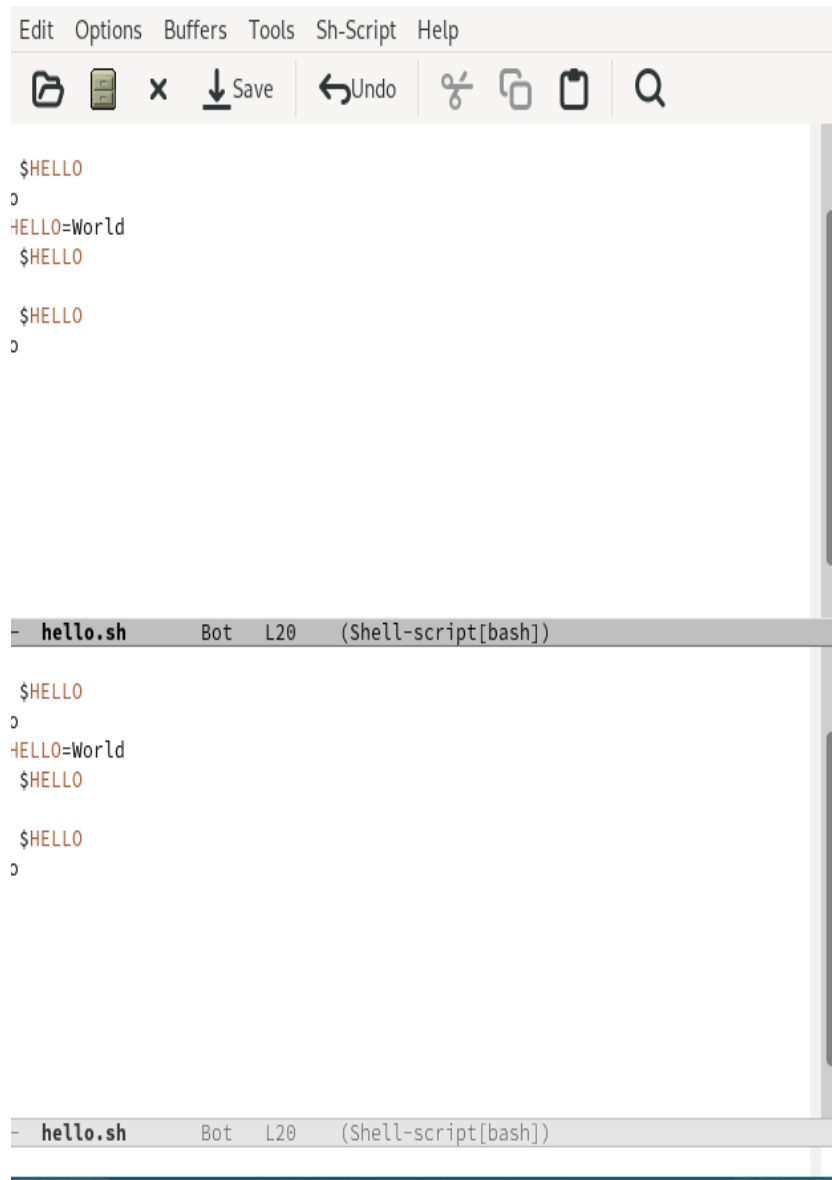 Edit Options Buffers Tools Sh-Script Help
Save Undo
$HELLO
o
HELLO=World
$HELLO
$HELLO
o
- hello.sh Bot L20 (Shell-script[bash])
$HELLO
o
HELLO=World
$HELLO
$HELLO
o
- hello.sh Bot L20 (Shell-script[bash])